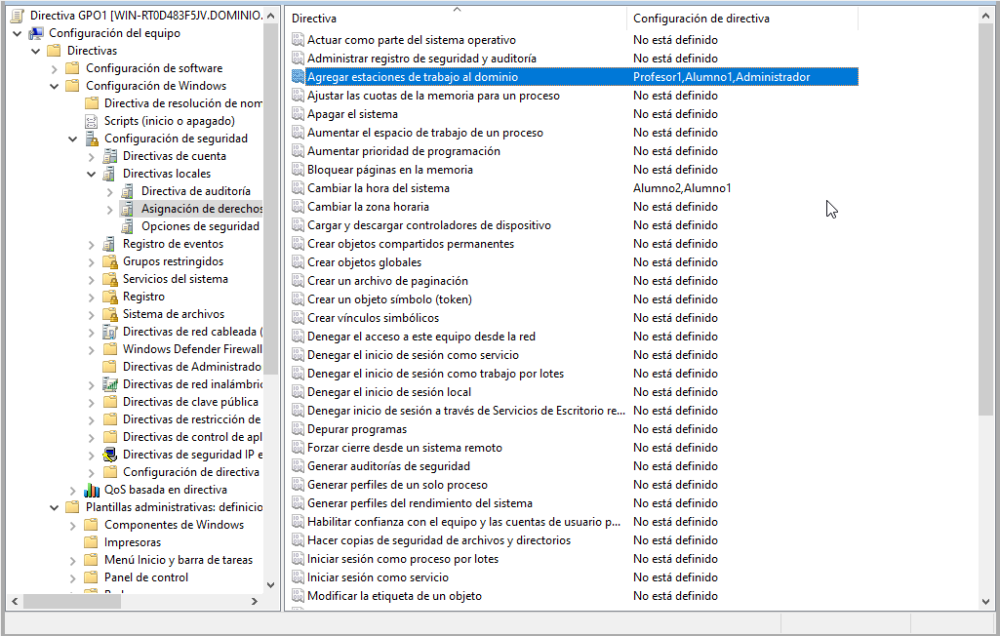 Directiva GPO1 [WIN-RT0D483F5JV.DOMINIO.
Configuración del equipo
Directivas
Configuración de software
Configuración de Windows
Directiva de resolución de nom
Scripts (inicio o apagado)
Configuración de seguridad
Directivas de cuenta
Directivas locales
Directiva de auditoría
Asignación de derechos
Opciones de seguridad
Registro de eventos
Grupos restringidos
Servicios del sistema
Registro
Sistema de archivos
Directivas de red cableada (
Windows Defender Firewall
Directivas de Administrado
Directivas de red inalámbric
Directivas de clave pública
Directivas de restricción de
Directivas de control de apl
Directivas de seguridad IP e
Configuración de directiva
QoS basada en directiva
Plantillas administrativas: definicio
Componentes de Windows
Impresoras
Menú Inicio y barra de tareas
Panel de control
Directiva Configuración de directiva
Actuar como parte del sistema operativo No está definido
Administrar registro de seguridad y auditoría No está definido
Agregar estaciones de trabajo al dominio Profesor1,Alumno1,Administrador
Ajustar las cuotas de la memoria para un proceso No está definido
Apagar el sistema No está definido
Aumentar el espacio de trabajo de un proceso No está definido
Aumentar prioridad de programación No está definido
Bloquear páginas en la memoria No está definido
Cambiar la hora del sistema Alumno2,Alumno1
Cambiar la zona horaria No está definido
Cargar y descargar controladores de dispositivo No está definido
Crear objetos compartidos permanentes No está definido
Crear objetos globales No está definido
Crear un archivo de paginación No está definido
Crear un objeto símbolo (token) No está definido
Crear vínculos simbólicos No está definido
Denegar el acceso a este equipo desde la red No está definido
Denegar el inicio de sesión como servicio No está definido
Denegar el inicio de sesión como trabajo por lotes No está definido
Denegar el inicio de sesión local No está definido
Denegar inicio de sesión a través de Servicios de Escritorio re... No está definido
Depurar programas No está definido
Forzar cierre desde un sistema remoto No está definido
Generar auditorías de seguridad No está definido
Generar perfiles de un solo proceso No está definido
Generar perfiles del rendimiento del sistema No está definido
Habilitar confianza con el equipo y las cuentas de usuario p... No está definido
Hacer copias de seguridad de archivos y directorios No está definido
Iniciar sesión como proceso por lotes No está definido
Iniciar sesión como servicio No está definido
Modificar la etiqueta de un objeto No está definido